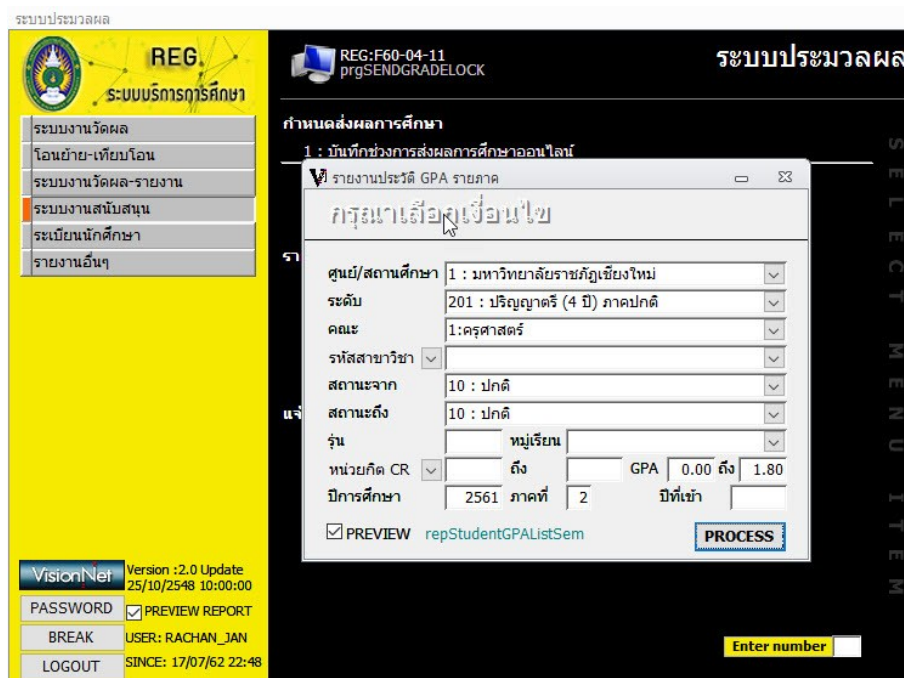 ระบบประมวลผล
REG.
ระบบบริการการศึกษา
ระบบงานวัดผล
โอนย้าย-เทียบโอน
ระบบงานวัดผล-รายงาน
ระบบงานสนับสนุน
ระเบียนนักศึกษา
รายงานอื่นๆ
VisionNet
Version :2.0 Update
25/10/2548 10:00:00
PASSWORD
PREVIEW REPORT
BREAK
USER: RACHAN_JAN
LOGOUT
SINCE: 17/07/62 22:48
REG:F60-04-11
prgSENDGRADELOCK
ระบบประมวลผล
กำหนดส่งผลการศึกษา
1 : บันทึกช่วงการส่งผลการศึกษาออนไลน์
รา
แจ้
รายงานประวัติ GPA รายภาค
กรุณาเลือกเงื่อนไข
ศูนย์/สถานศึกษา 1 : มหาวิทยาลัยราชภัฏเชียงใหม่
ระดับ 201 : ปริญญาตรี (4 ปี) ภาคปกติ
คณะ 1:ครุศาสตร์
รหัสสาขาวิชา
สถานะจาก 10 : ปกติ
สถานะถึง 10 : ปกติ
รุ่น หมู่เรียน
หน่วยกิต CR ถึง GPA 0.00 ถึง 1.80
ปีการศึกษา 2561 ภาคที่ 2 ปีที่เข้า
PREVIEW repStudentGPAListSem PROCESS
Enter number
SELECT MENU ITEM